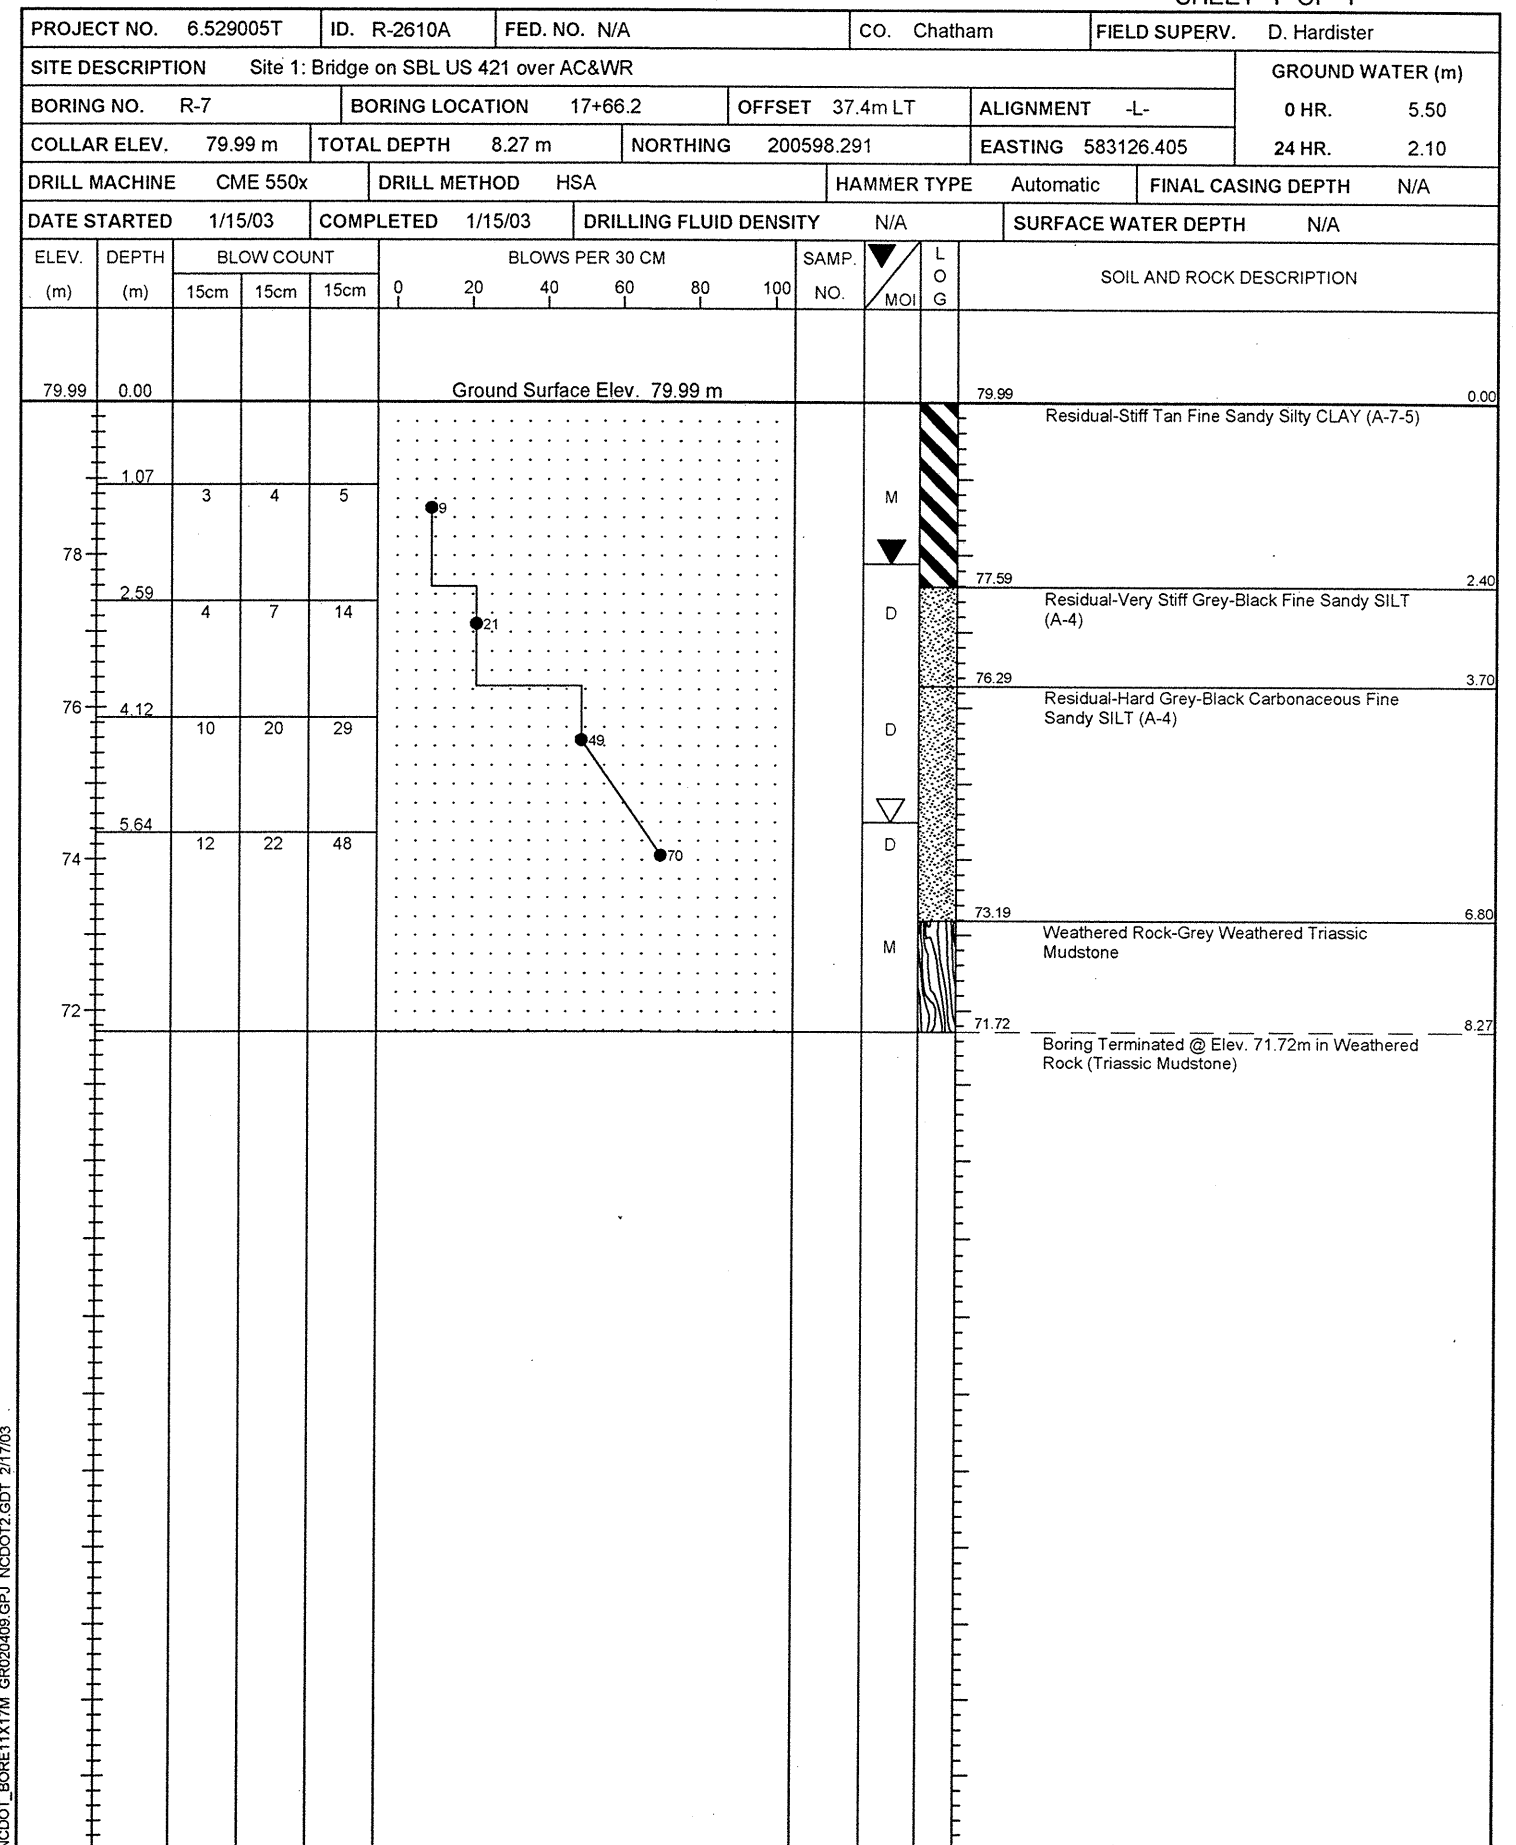 PROJECT NO. 6.529005T ID. R-2610A FED. NO. N/A CO. Chatham FIELD SUPERV. D. Hardister
SITE DESCRIPTION Site 1: Bridge on SBL US 421 over AC&WR GROUND WATER (m)
BORING NO. R-7 BORING LOCATION 17+66.2 OFFSET 37.4m LT ALIGNMENT -L- 0 HR. 5.50
COLLAR ELEV. 79.99 m TOTAL DEPTH 8.27 m NORTHING 200598.291 EASTING 583126.405 24 HR. 2.10
DRILL MACHINE CME 550x DRILL METHOD HSA HAMMER TYPE Automatic FINAL CASING DEPTH N/A
DATE STARTED 1/15/03 COMPLETED 1/15/03 DRILLING FLUID DENSITY N/A SURFACE WATER DEPTH N/A
ELEV. DEPTH BLOW COUNT BLOWS PER 30 CM SAMP. L
O SOIL AND ROCK DESCRIPTION
(m) (m) 15cm 15cm 15cm 0 20 40 60 80 100 NO. MOI G
79.99 0.00 Ground Surface Elev. 79.99 m 79.99 0.00
Residual-Stiff Tan Fine Sandy Silty CLAY (A-7-5)
1.07
3 4 5 M
9
78
77.59 2.40
2.59 Residual-Very Stiff Grey-Black Fine Sandy SILT
4 7 14 D (A-4)
21
76.29 3.70
76 4.12 Residual-Hard Grey-Black Carbonaceous Fine
Sandy SILT (A-4)
10 20 29 D
49
5.64
12 22 48 D
74 70
73.19 6.80
Weathered Rock-Grey Weathered Triassic
M Mudstone
72
71.72 8.27
Boring Terminated @ Elev. 71.72m in Weathered
Rock (Triassic Mudstone)
NCDOT_BORE11X17M GR020409.GPJ NCDOT2.GDT 2/17/03